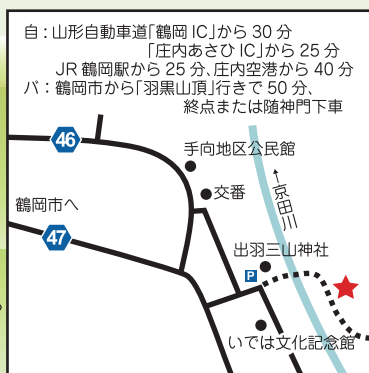 自：山形自動車道「鶴岡IC」から30分
「庄内あさひIC」から25分
JR鶴岡駅から25分、庄内空港から40分
バ：鶴岡市から「羽黒山頂」行きで50分、
終点または随神門下車
46
手向地区公民館
←京田川
交番
鶴岡市へ
47
出羽三山神社
P
いでは文化記念館